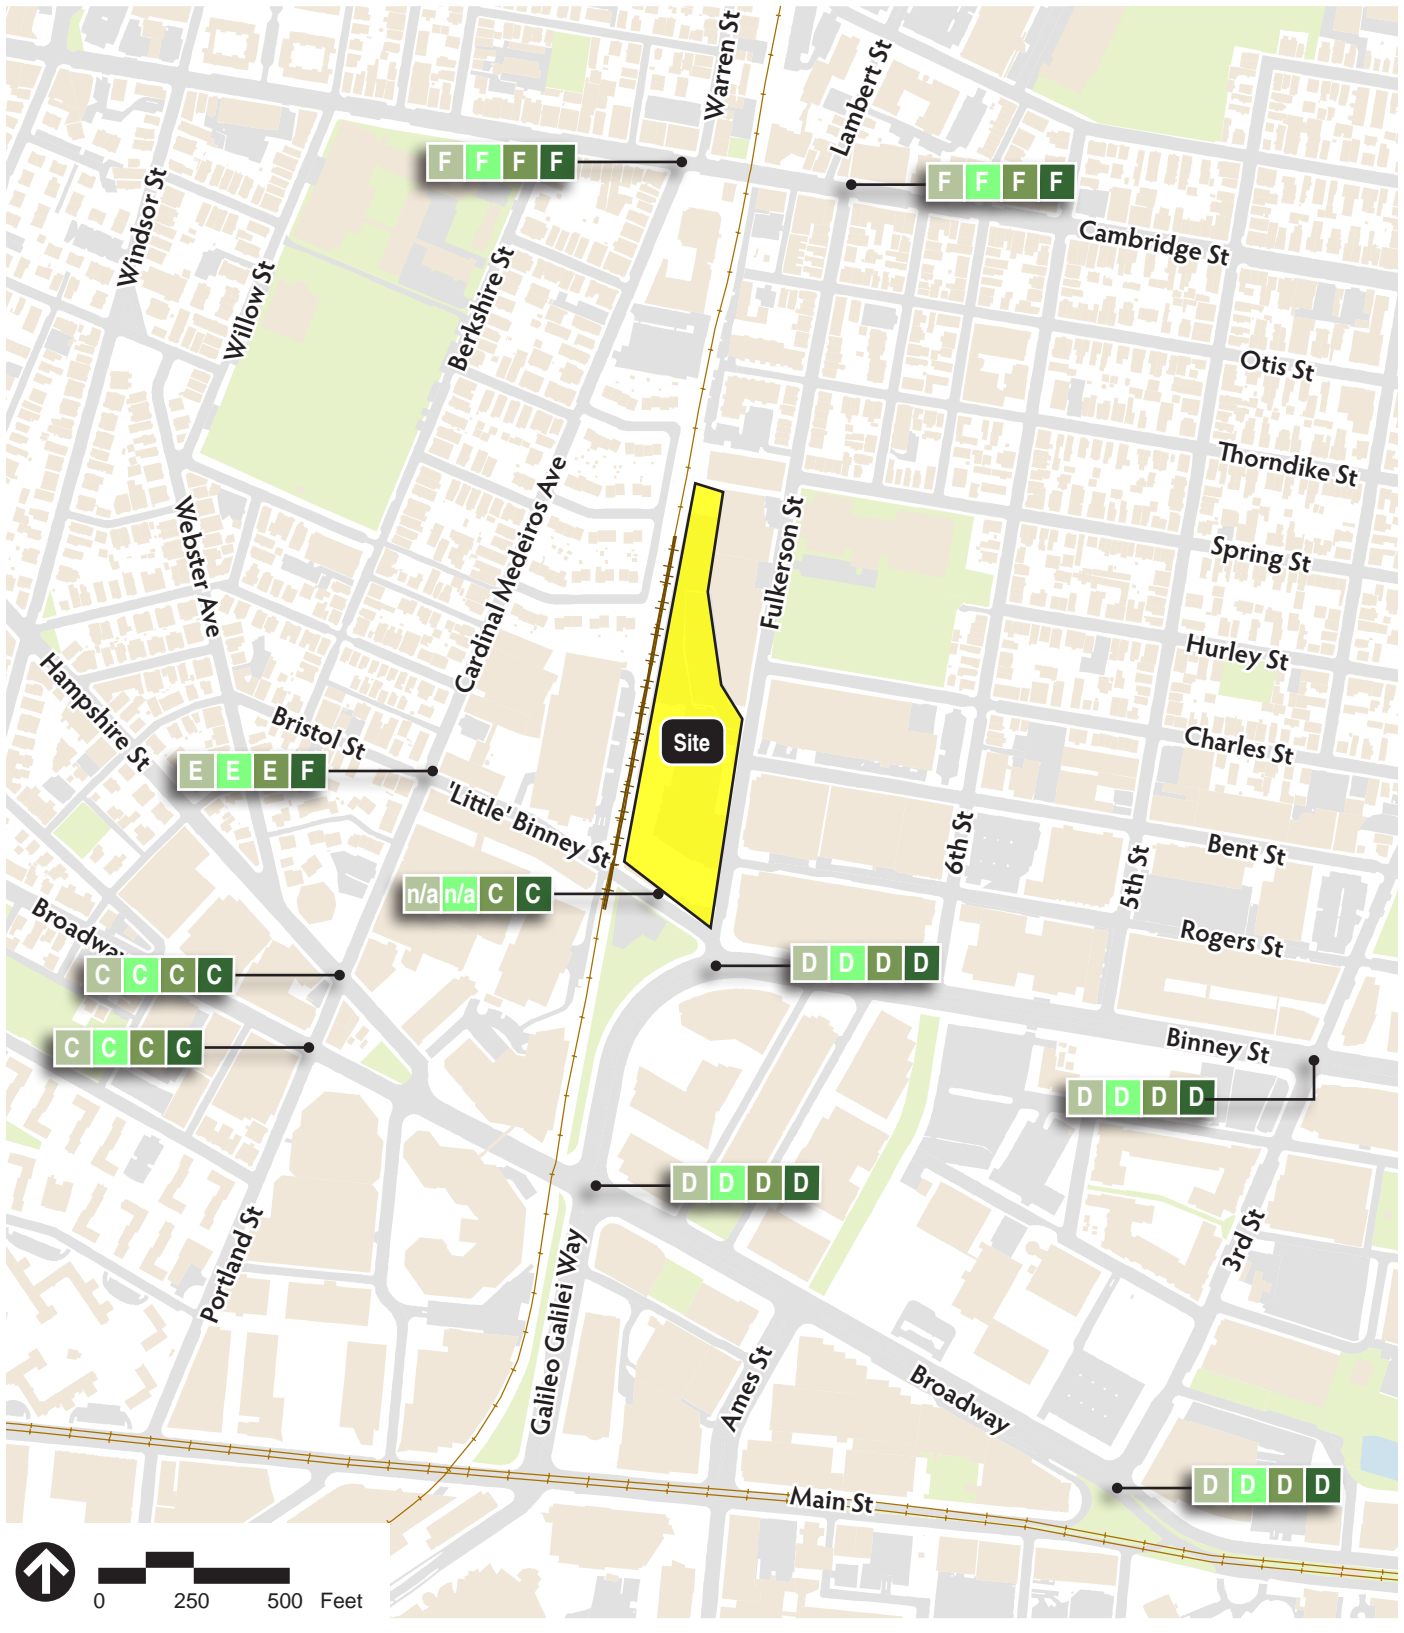 Warren St
Lambert St
F F F F
F F F F
Windsor St
Cambridge St
Willow St
Berkshire St
Otis St
Thorndike St
Cardinal Medeiros Ave
Webster Ave
Fulkerson St
Spring St
Hurley St
Hampshire St
Bristol St
Site
Charles St
E E E F
'Little' Binney St
6th St
5th St
Bent St
n/a n/a C C
Broadway
Rogers St
C C C C
D D D D
C C C C
Binney St
D D D D
D D D D
Portland St
3rd St
Galileo Galilei Way
Ames St
Broadway
Main St
D D D D
0 250 500 Feet